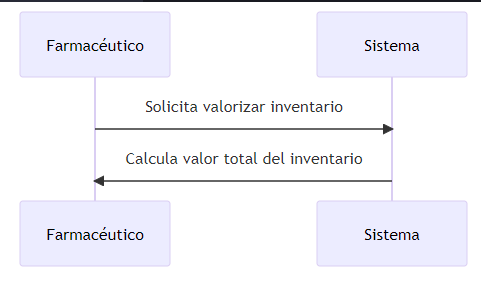 Farmacéutico
Sistema
Solicita valorizar inventario
Calcula valor total del inventario
Farmacéutico
Sistema